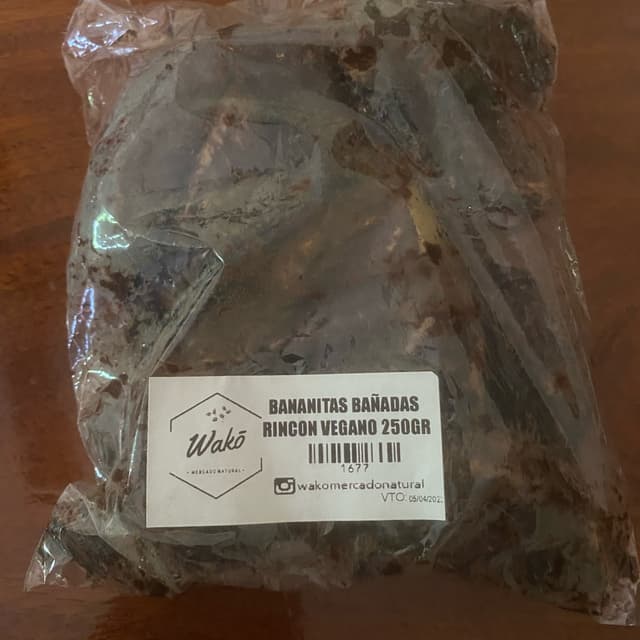 Wakō
- MERCADO NATURAL -
BANANITAS BAÑADAS
RINCON VEGANO 250GR
1677
wakomercadonatural
VTO: 05/04/202